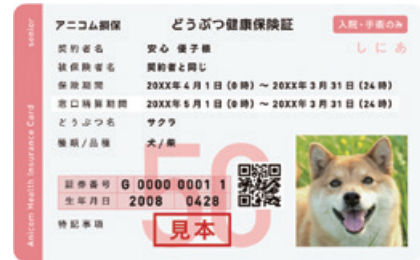 アニコム損保 どうぶつ健康保険証 入院・手術のみ
しにあ
契約者名 安心 優子様
被保険者名 契約者と同じ
保険期間 20XX年4月1日(0時)～20XX年3月31日(24時)
窓口精算期間 20XX年5月1日(0時)～20XX年3月31日(24時)
どうぶつ名 サクラ
種類/品種 犬/柴
50
証券番号 G 0000 0001 1
生年月日 2008 0428
特記事項 見本
senior
Anicom Health Insurance Card